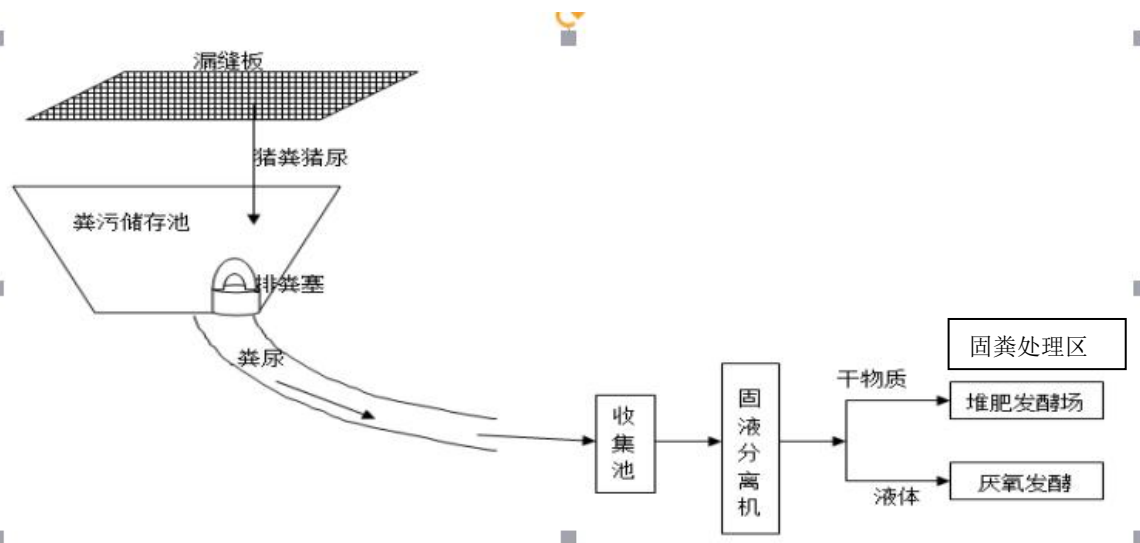 漏缝板
猪粪猪尿
粪污储存池
排粪塞
粪尿
收集池
固液分离机
干物质
液体
固粪处理区
堆肥发酵场
厌氧发酵